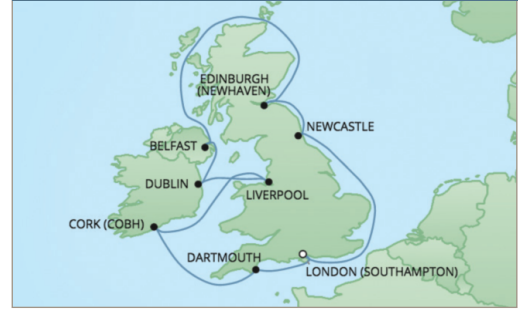 EDINBURGH
(NEWHAVEN)
NEWCASTLE
BELFAST
DUBLIN
LIVERPOOL
CORK (COBH)
DARTMOUTH
LONDON (SOUTHAMPTON)